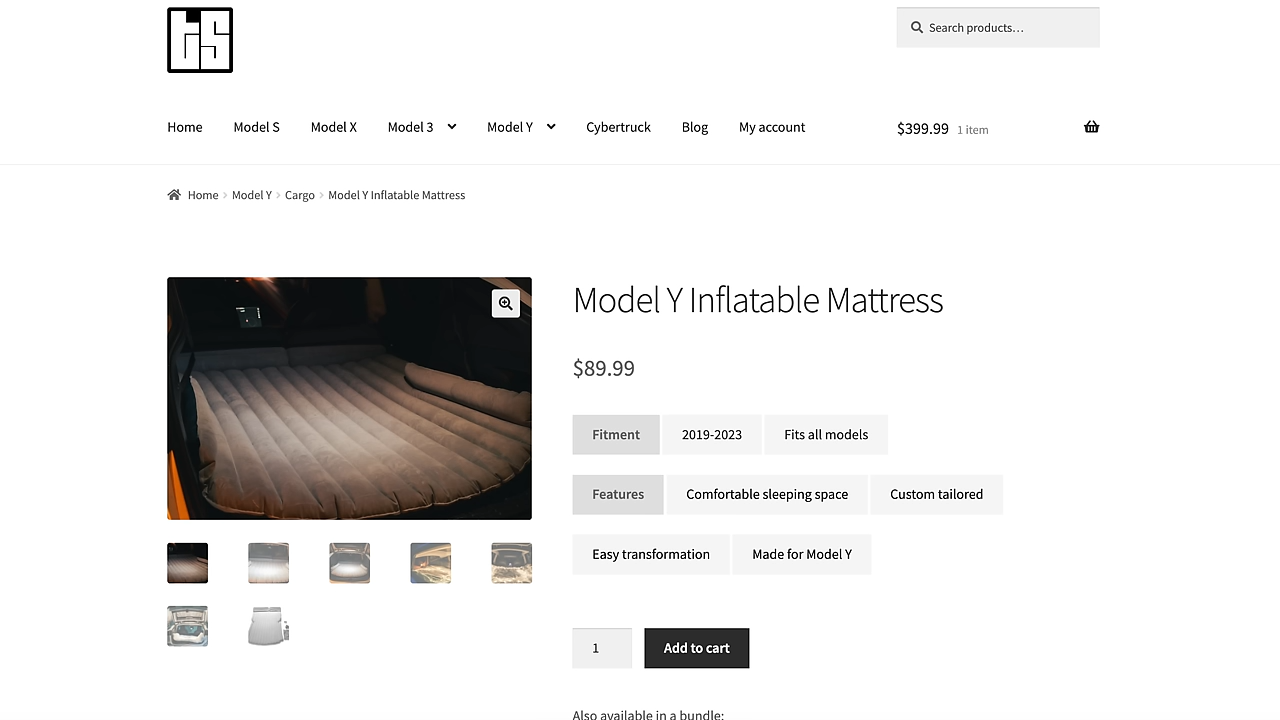 Search products…
Home Model S Model X Model 3 Model Y Cybertruck Blog My account $399.99 1 item
Home Model Y Cargo Model Y Inflatable Mattress
Model Y Inflatable Mattress
$89.99
Fitment 2019-2023 Fits all models
Features Comfortable sleeping space Custom tailored
Easy transformation Made for Model Y
1 Add to cart
Also available in a bundle: